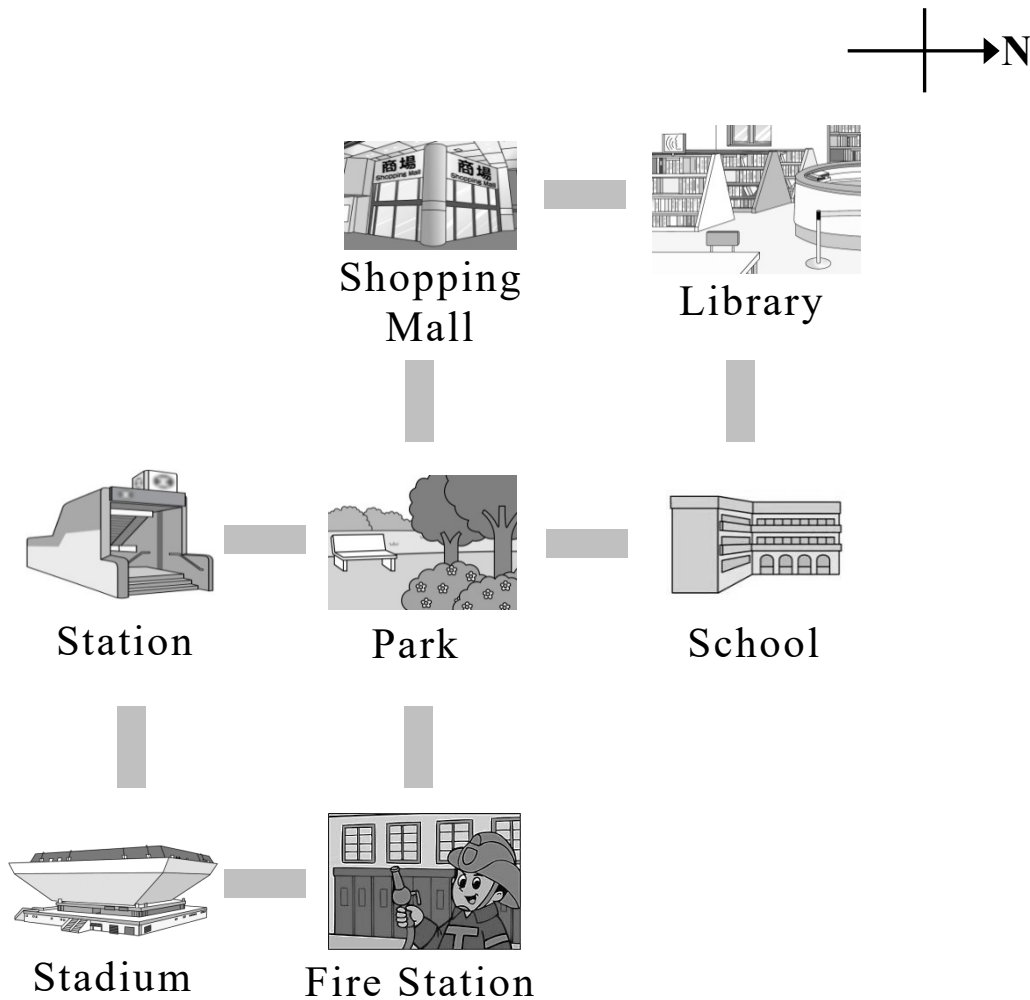 N
商場
Shopping Mall
商場
Shopping Mall
Shopping
Mall
Library
Station
Park
School
Stadium
Fire Station